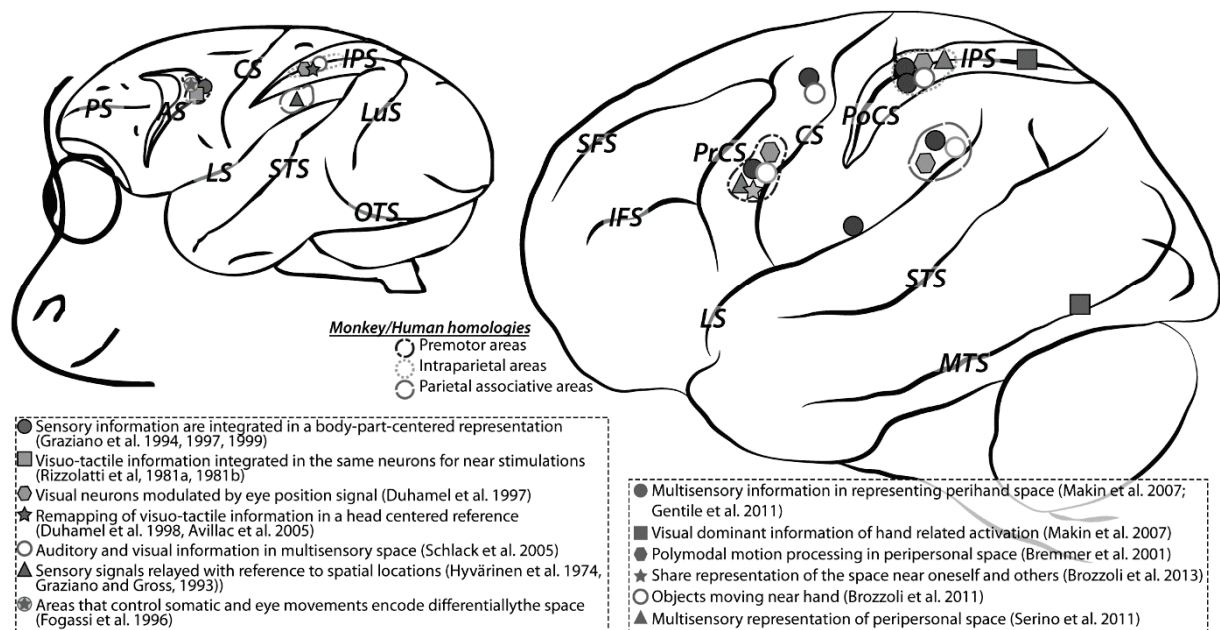 PS
AS
CS
IPS
LuS
LS
STS
OTS
SFS
IFS
PrCS
CS
PoCS
IPS
LS
STS
MTS
Monkey/Human homologies
Premotor areas
Intraparietal areas
Parietal associative areas
Sensory information are integrated in a body-part-centered representation
(Graziano et al. 1994, 1997, 1999)
Visuo-tactile information integrated in the same neurons for near stimulations
(Rizzolatti et al, 1981a, 1981b)
Visual neurons modulated by eye position signal (Duhamel et al. 1997)
Remapping of visuo-tactile information in a head centered reference
(Duhamel et al. 1998, Avillac et al. 2005)
Auditory and visual information in multisensory space (Schlack et al. 2005)
Sensory signals relayed with reference to spatial locations (Hyvärinen et al. 1974,
Graziano and Gross, 1993))
Areas that control somatic and eye movements encode differentiallythe space
(Fogassi et al. 1996)
Multisensory information in representing perihand space (Makin et al. 2007;
Gentile et al. 2011)
Visual dominant information of hand related activation (Makin et al. 2007)
Polymodal motion processing in peripersonal space (Bremmer et al. 2001)
Share representation of the space near oneself and others (Brozzoli et al. 2013)
Objects moving near hand (Brozzoli et al. 2011)
Multisensory representation of peripersonal space (Serino et al. 2011)